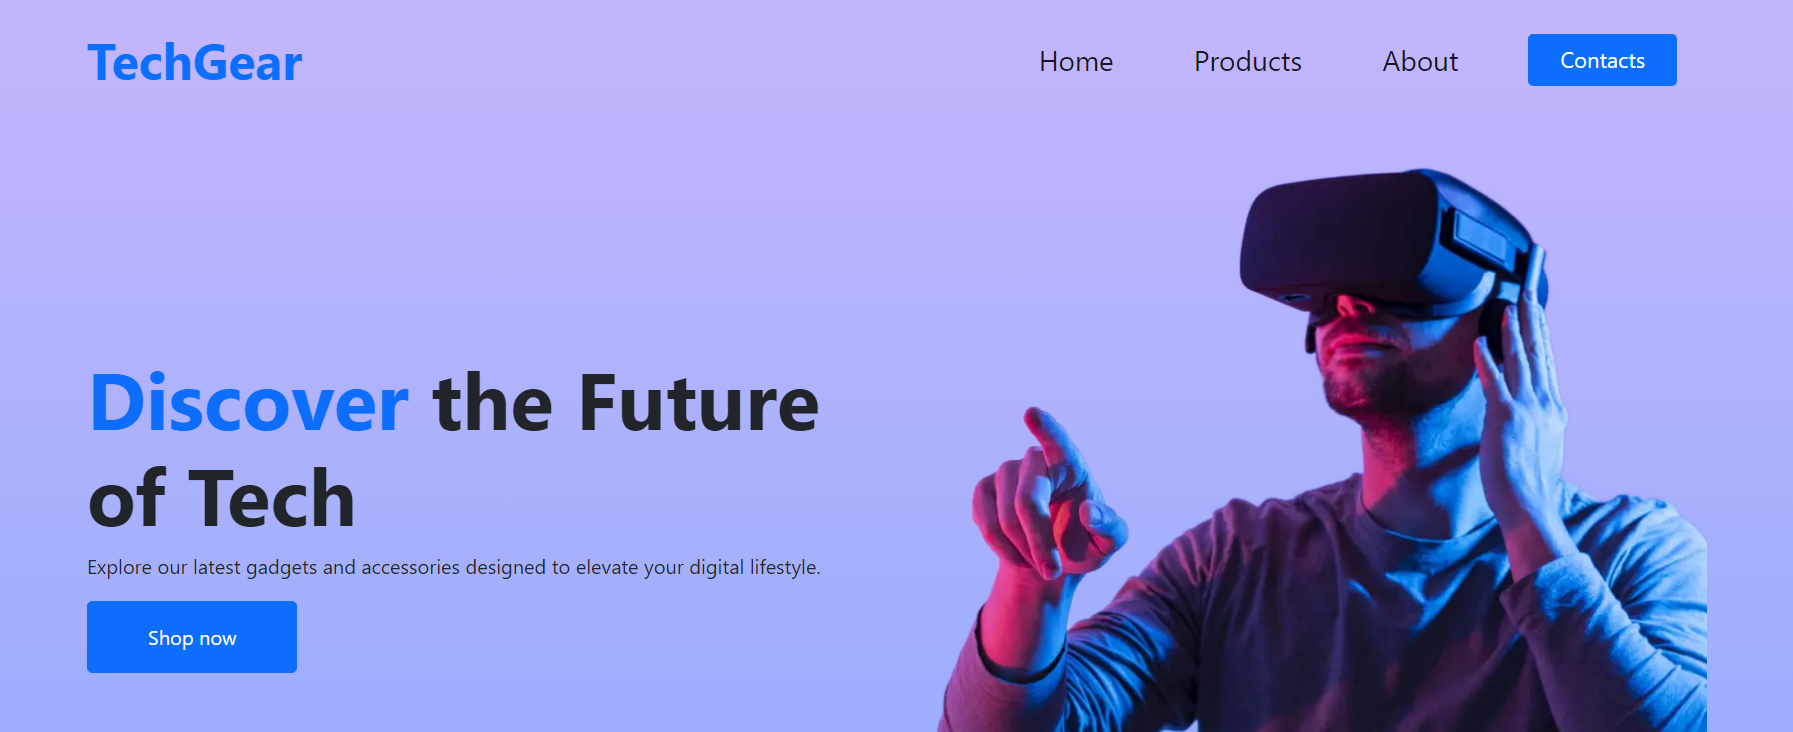 TechGear
Home Products About Contacts
Discover the Future
of Tech
Explore our latest gadgets and accessories designed to elevate your digital lifestyle.
Shop now